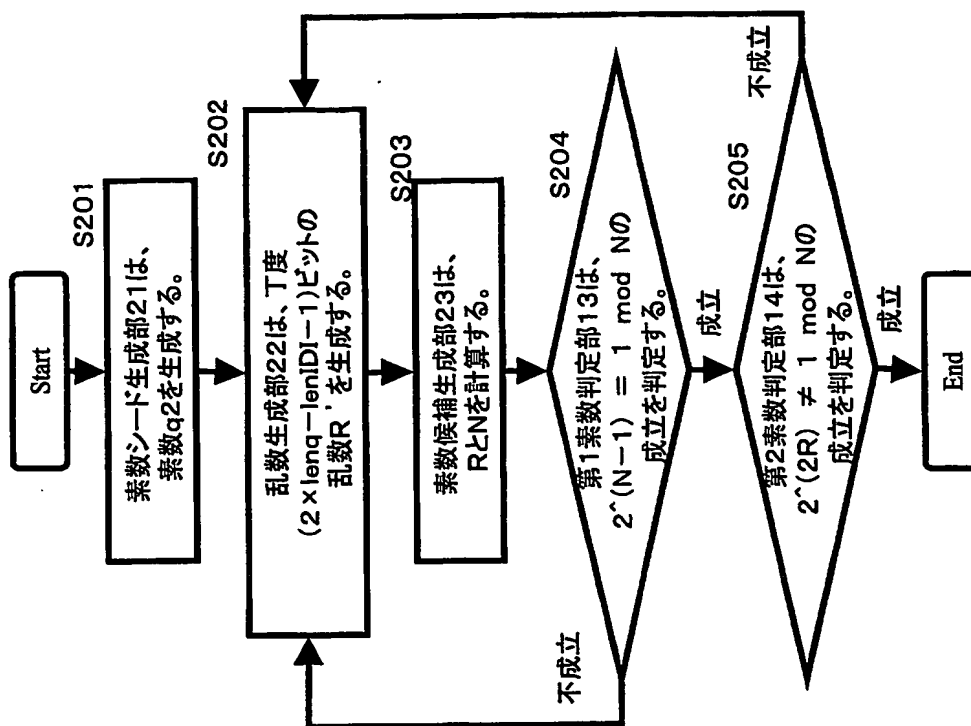 Start
S201
素数シード生成部21は、
素数q2を生成する。
S202
乱数生成部22は、丁度
(2×lenq-lenIDI-1)ビットの
乱数R'を生成する。
S203
素数候補生成部23は、
RとNを計算する。
S204
第1素数判定部13は、
2^(N-1) = 1 mod Nの
成立を判定する。
不成立
成立
S205
第2素数判定部14は、
2^(2R) ≠ 1 mod Nの
成立を判定する。
不成立
成立
End